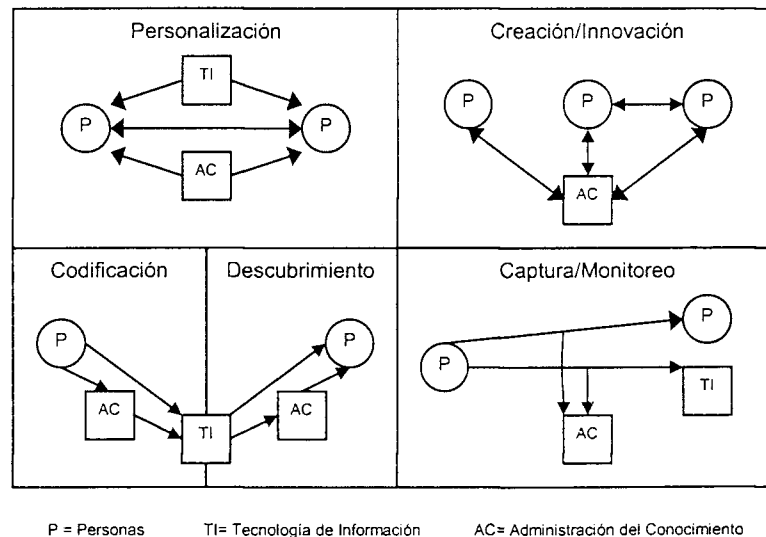 Personalización
TI
P
P
AC
Creación/Innovación
P
P
P
AC
Codificación
P
AC
TI
Descubrimiento
P
AC
Captura/Monitoreo
P
P
TI
AC
P = Personas TI= Tecnología de Información AC= Administración del Conocimiento